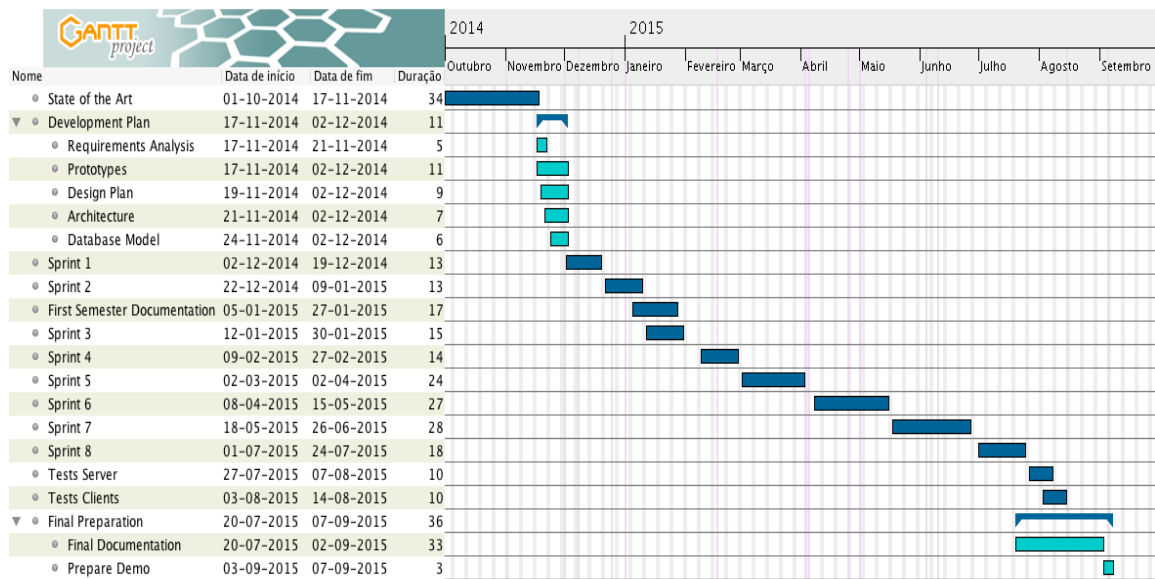 GANTT
project
2014 2015
Nome Data de início Data de fim Duração Outubro Novembro Dezembro Janeiro Fevereiro Março Abril Maio Junho Julho Agosto Setembro
State of the Art 01-10-2014 17-11-2014 34
Development Plan 17-11-2014 02-12-2014 11
Requirements Analysis 17-11-2014 21-11-2014 5
Prototypes 17-11-2014 02-12-2014 11
Design Plan 19-11-2014 02-12-2014 9
Architecture 21-11-2014 02-12-2014 7
Database Model 24-11-2014 02-12-2014 6
Sprint 1 02-12-2014 19-12-2014 13
Sprint 2 22-12-2014 09-01-2015 13
First Semester Documentation 05-01-2015 27-01-2015 17
Sprint 3 12-01-2015 30-01-2015 15
Sprint 4 09-02-2015 27-02-2015 14
Sprint 5 02-03-2015 02-04-2015 24
Sprint 6 08-04-2015 15-05-2015 27
Sprint 7 18-05-2015 26-06-2015 28
Sprint 8 01-07-2015 24-07-2015 18
Tests Server 27-07-2015 07-08-2015 10
Tests Clients 03-08-2015 14-08-2015 10
Final Preparation 20-07-2015 07-09-2015 36
Final Documentation 20-07-2015 02-09-2015 33
Prepare Demo 03-09-2015 07-09-2015 3